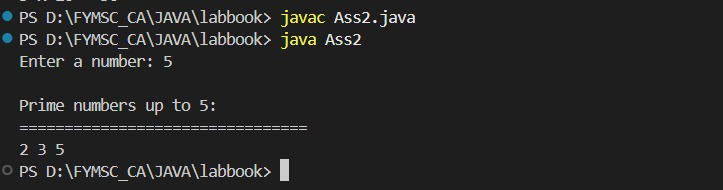 PS D:\FYMSC_CA\JAVA\labbook> javac Ass2.java
PS D:\FYMSC_CA\JAVA\labbook> java Ass2
Enter a number: 5
Prime numbers up to 5:
================================
2 3 5
PS D:\FYMSC_CA\JAVA\labbook>